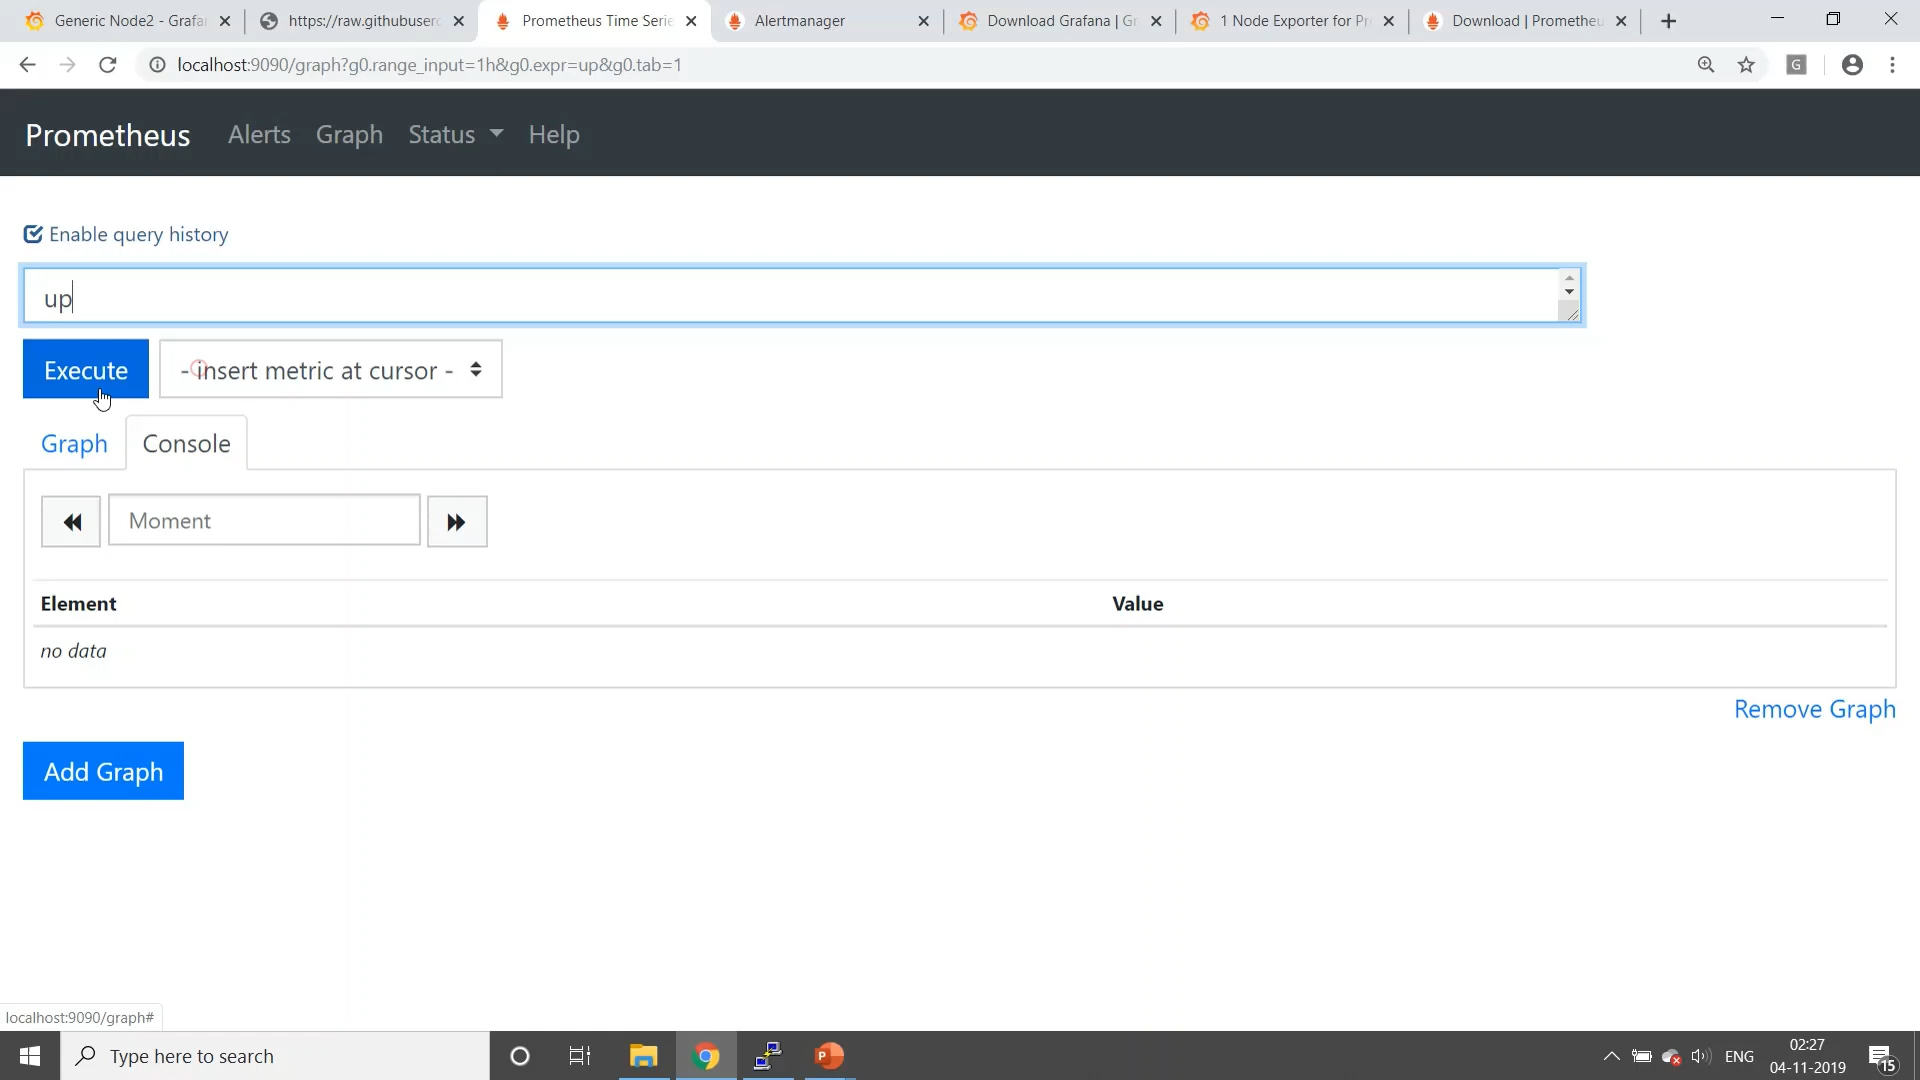 Generic Node2 - Grafar
https://raw.githubuserc
Prometheus Time Serie
Alertmanager
Download Grafana | Gr
1 Node Exporter for Pr
Download | Prometheu
localhost:9090/graph?g0.range_input=1h&g0.expr=up&g0.tab=1
G
Prometheus Alerts Graph Status Help
Enable query history
up
Execute
- insert metric at cursor -
Graph Console
Moment
Element Value
no data
Remove Graph
Add Graph
localhost:9090/graph#
Type here to search
P
ENG
02:27
04-11-2019
15